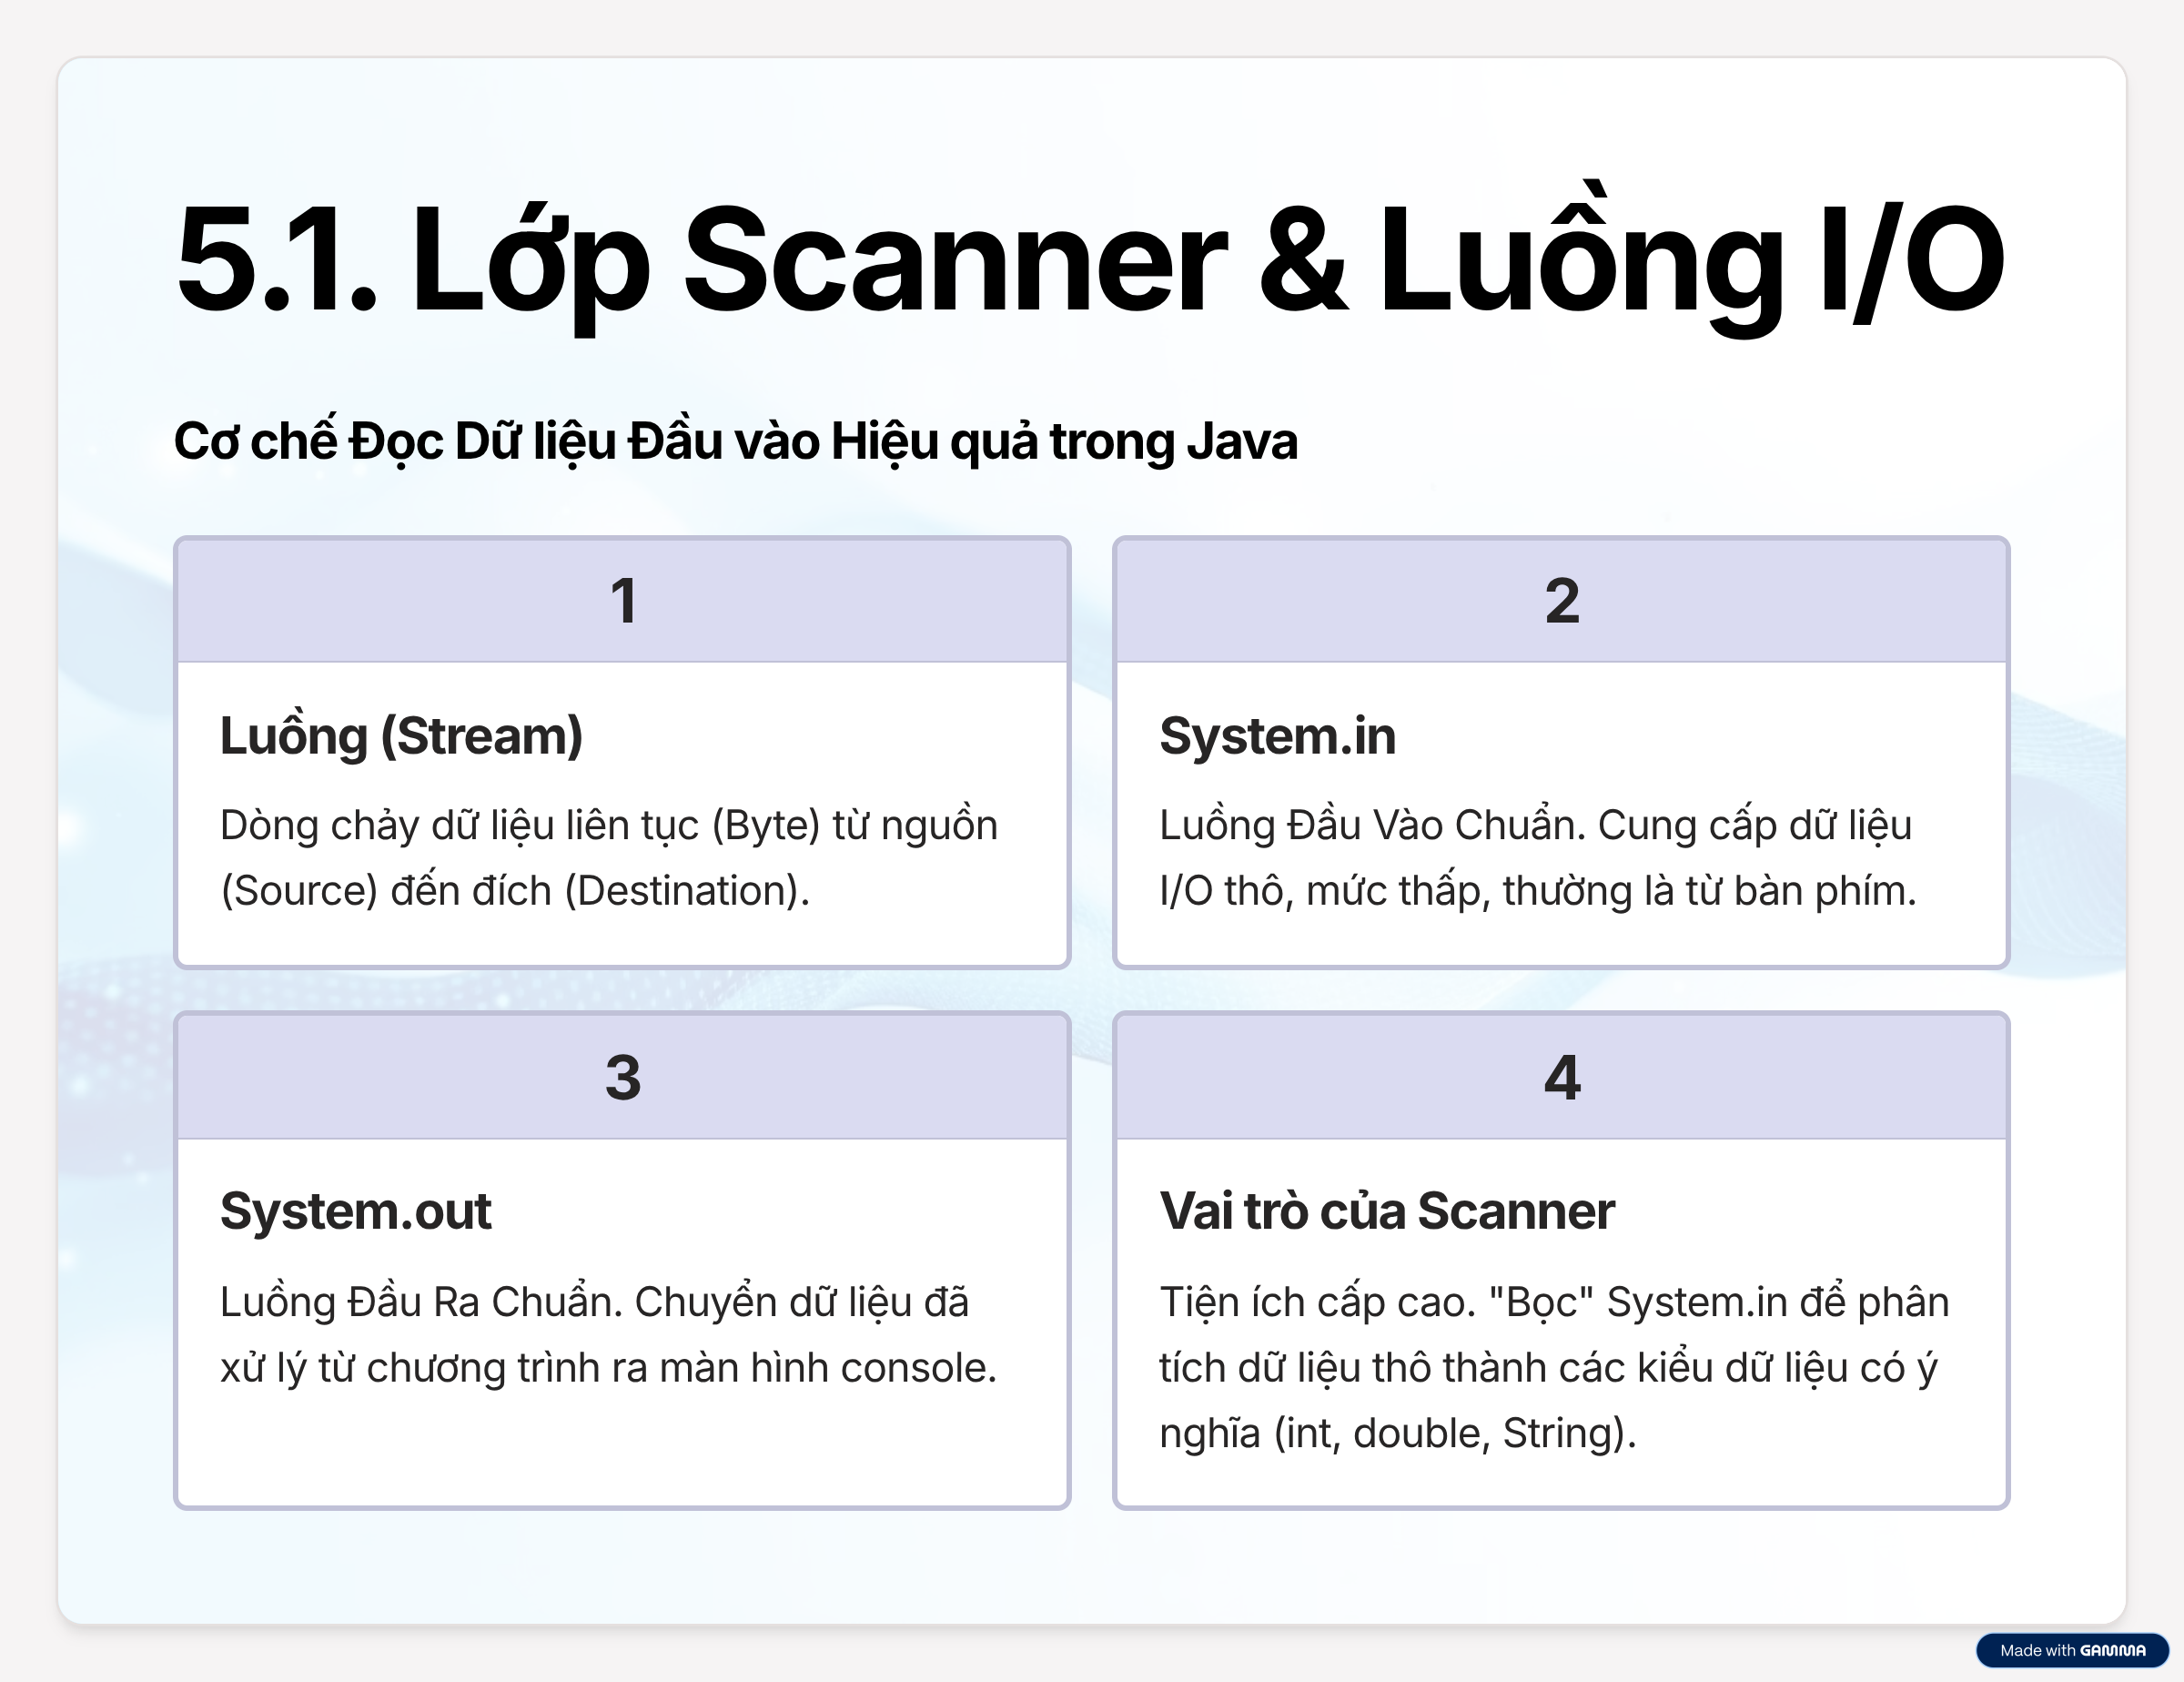 5.1. Lớp Scanner & Luồng I/O
Cơ chế Đọc Dữ liệu Đầu vào Hiệu quả trong Java
1
Luồng (Stream)
Dòng chảy dữ liệu liên tục (Byte) từ nguồn
(Source) đến đích (Destination).
2
System.in
Luồng Đầu Vào Chuẩn. Cung cấp dữ liệu
I/O thô, mức thấp, thường là từ bàn phím.
3
System.out
Luồng Đầu Ra Chuẩn. Chuyển dữ liệu đã
xử lý từ chương trình ra màn hình console.
4
Vai trò của Scanner
Tiện ích cấp cao. "Bọc" System.in để phân
tích dữ liệu thô thành các kiểu dữ liệu có ý
nghĩa (int, double, String).
Made with GAMMA